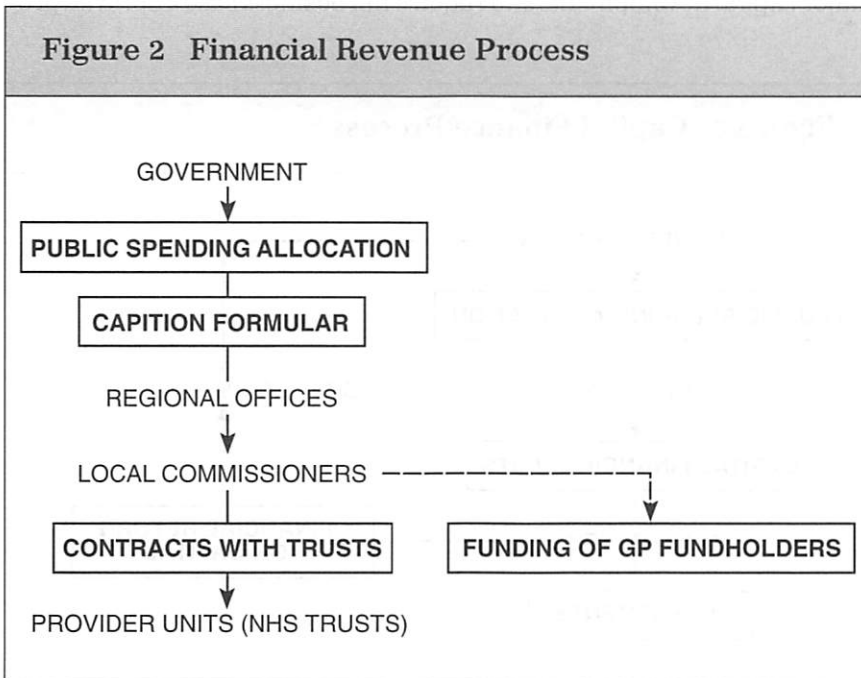 Figure 2 Financial Revenue Process
GOVERNMENT
PUBLIC SPENDING ALLOCATION
CAPITION FORMULAR
REGIONAL OFFICES
LOCAL COMMISSIONERS
CONTRACTS WITH TRUSTS
FUNDING OF GP FUNDHOLDERS
PROVIDER UNITS (NHS TRUSTS)